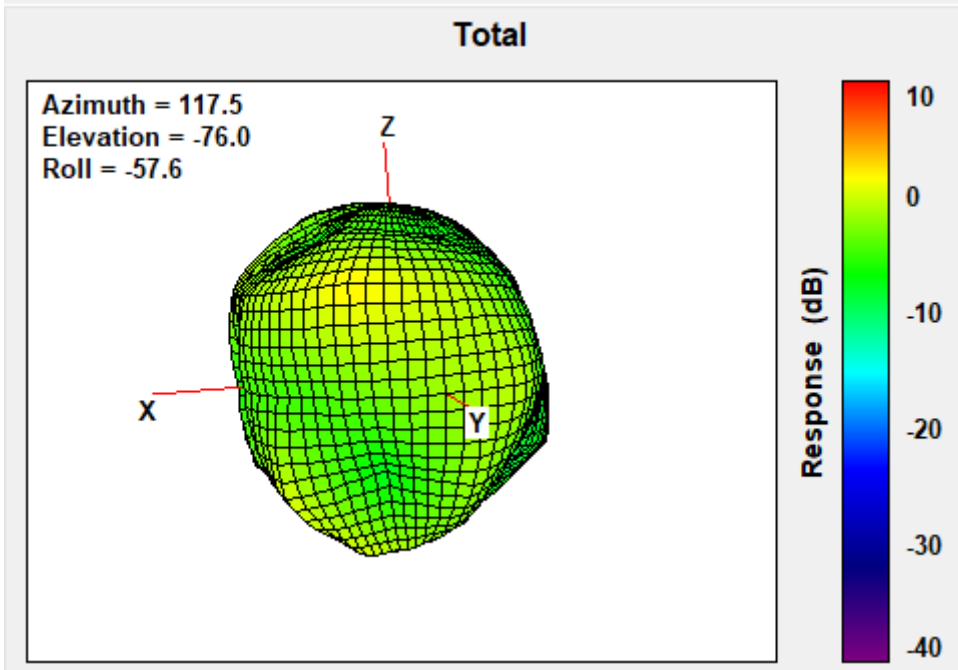 Total
Azimuth = 117.5
Elevation = -76.0
Roll = -57.6
Z
X
Y
10
0
-10
-20
-30
-40
Response (dB)